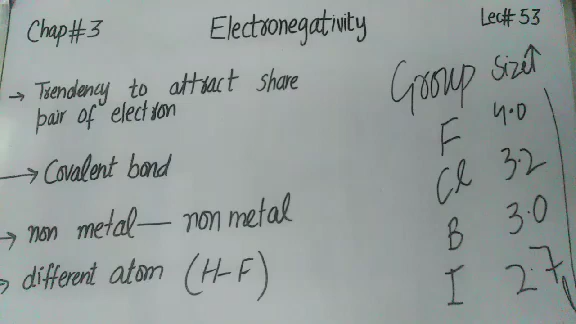 Chap#3 Electronegativity Lec#53
→ Tendency to attract share
pair of electron
→ Covalent bond
→ non metal — non metal
→ different atom (H-F)
Group Size↑
F 4.0
Cl 3.2
B 3.0
I 2.7